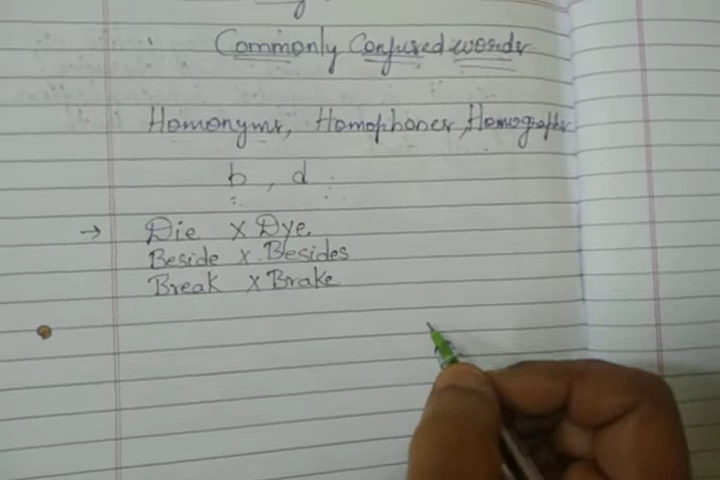 Commonly Confused words
Homonyms, Homophones, Homographs
b , d
→ Die X Dye
Beside X Besides
Break X Brake